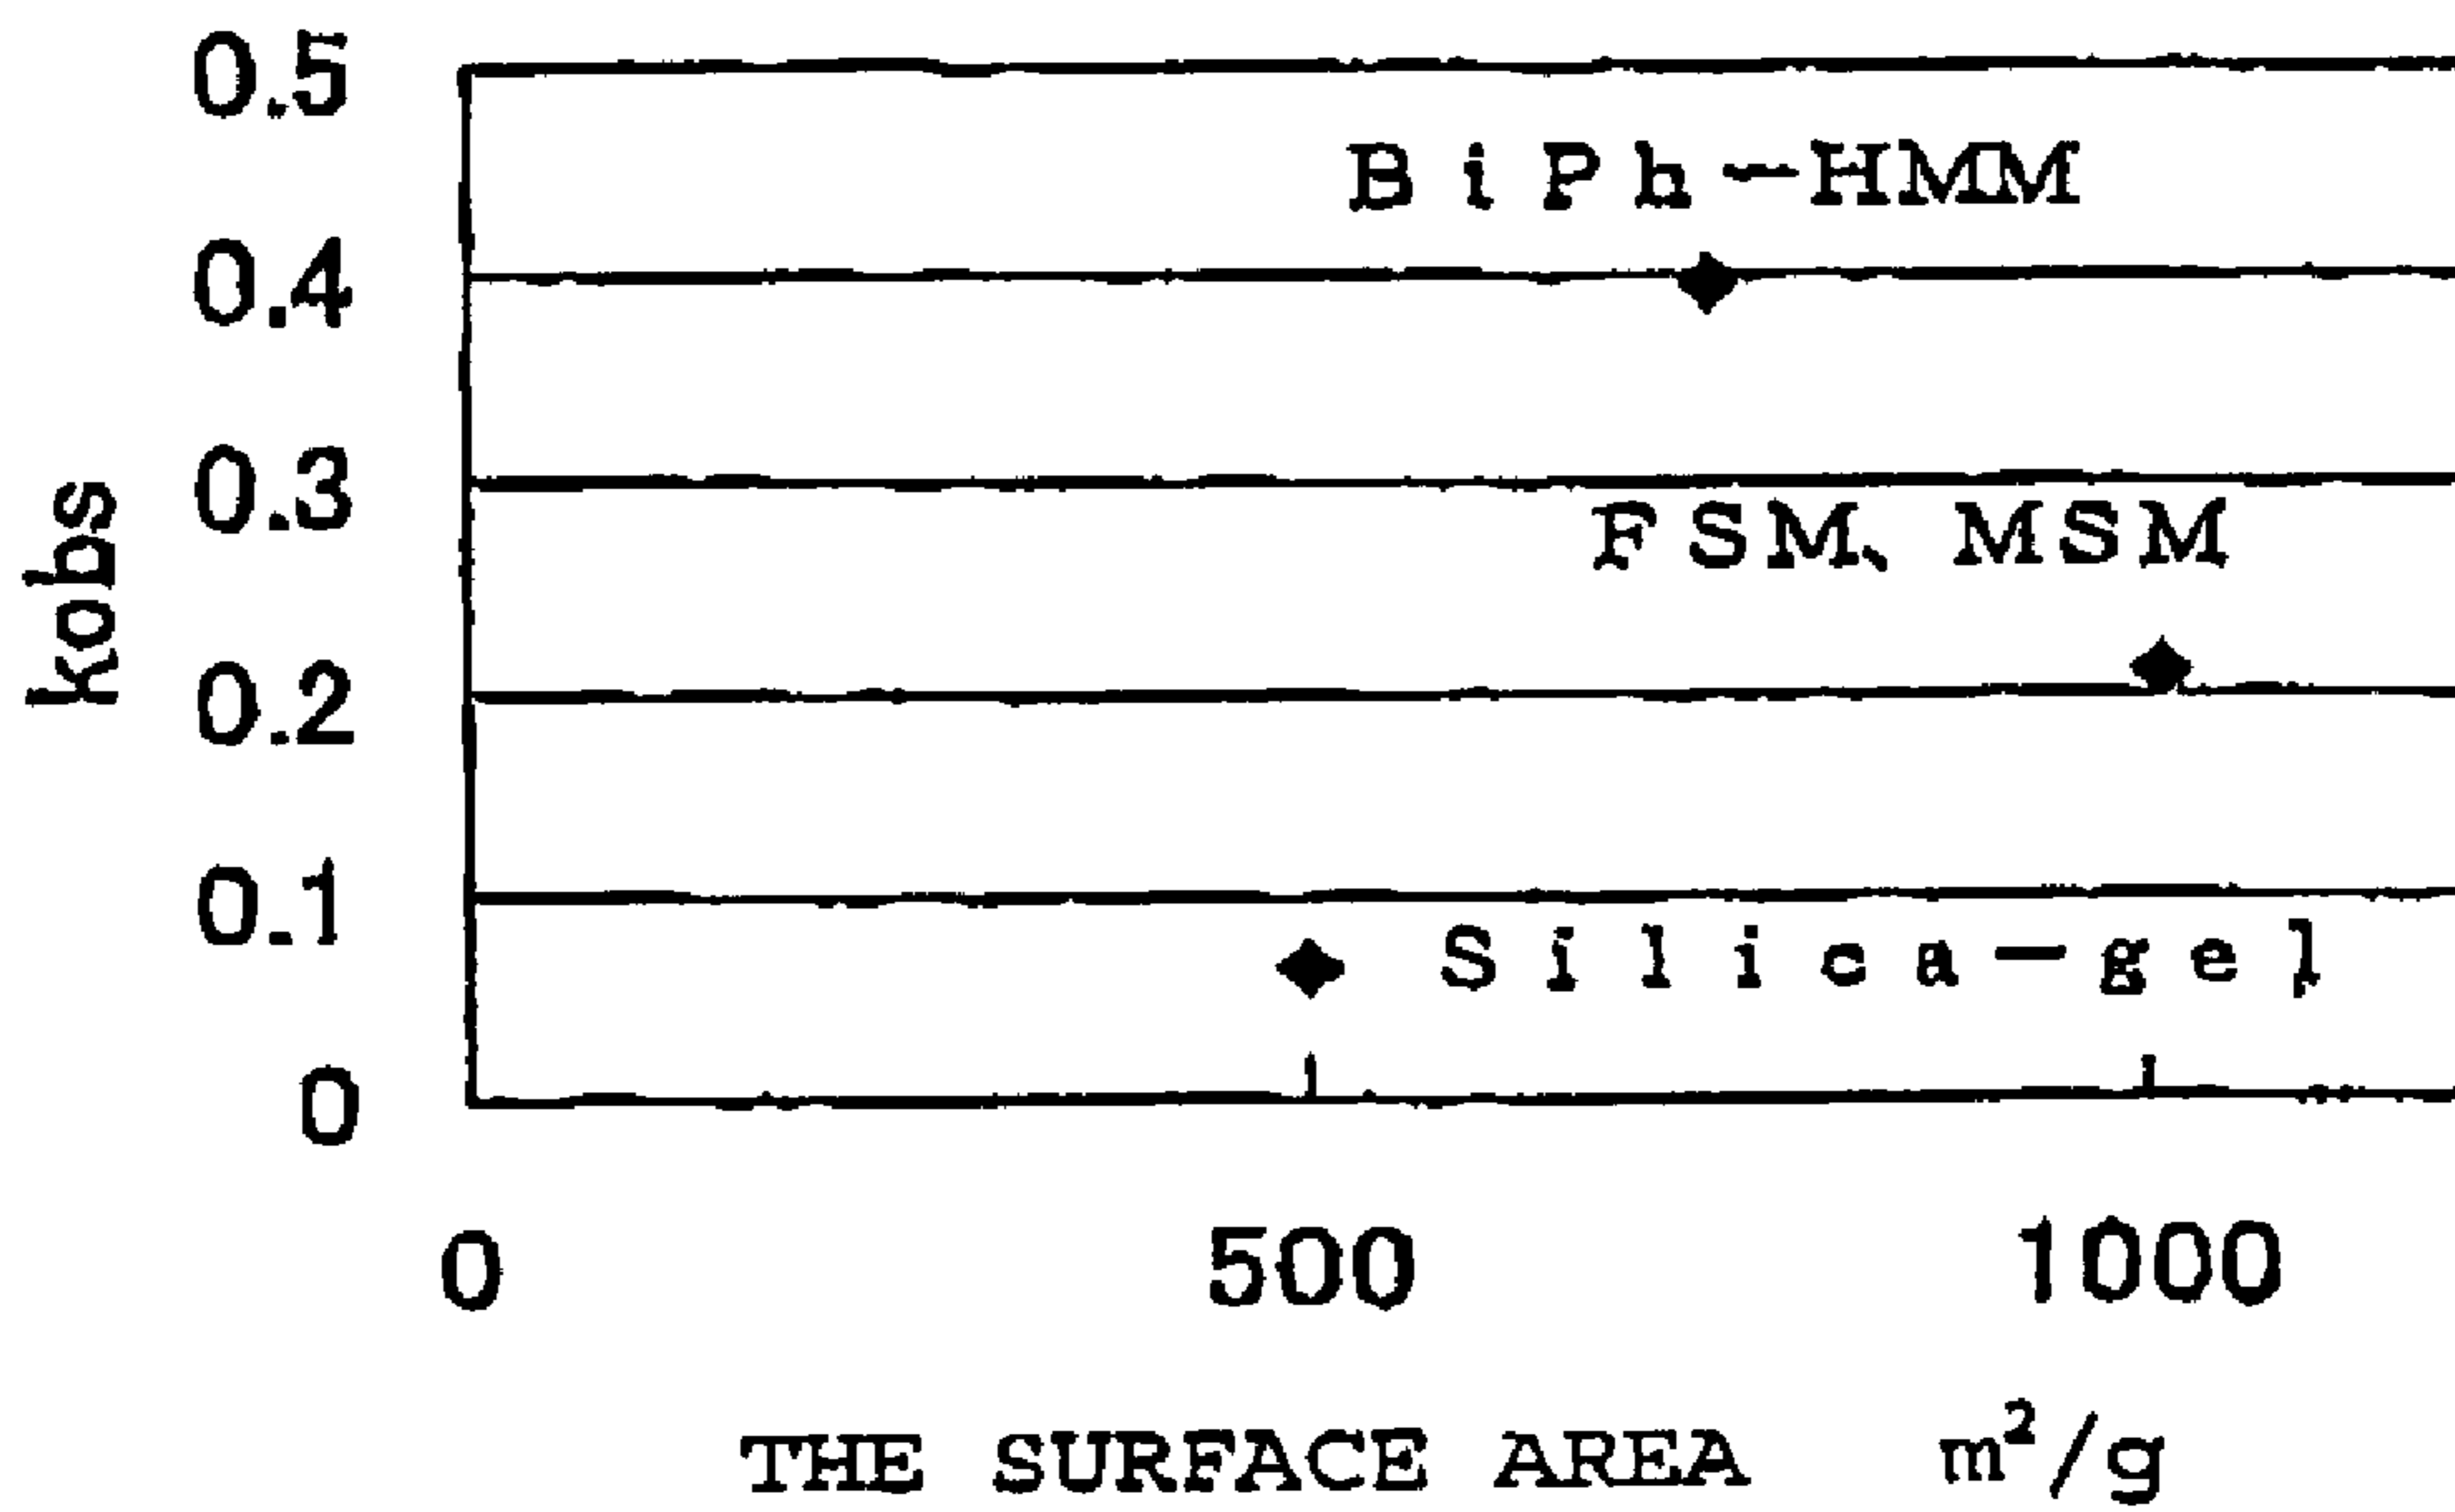 0.5
BiPh-HMM
0.4
0.3
FSM、MSM
kobs
0.2
0.1
Silica-gel
0
0 500 1000
THE SURFACE AREA m²/g